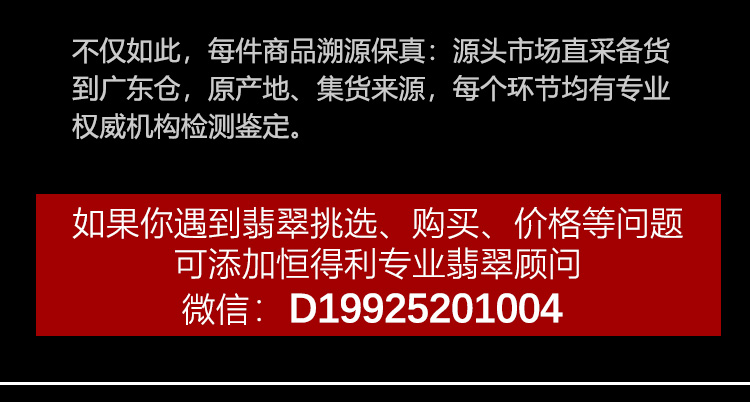 不仅如此，每件商品溯源保真：源头市场直采备货
到广东仓，原产地、集货来源，每个环节均有专业
权威机构检测鉴定。
如果你遇到翡翠挑选、购买、价格等问题
可添加恒得利专业翡翠顾问
微信：D19925201004